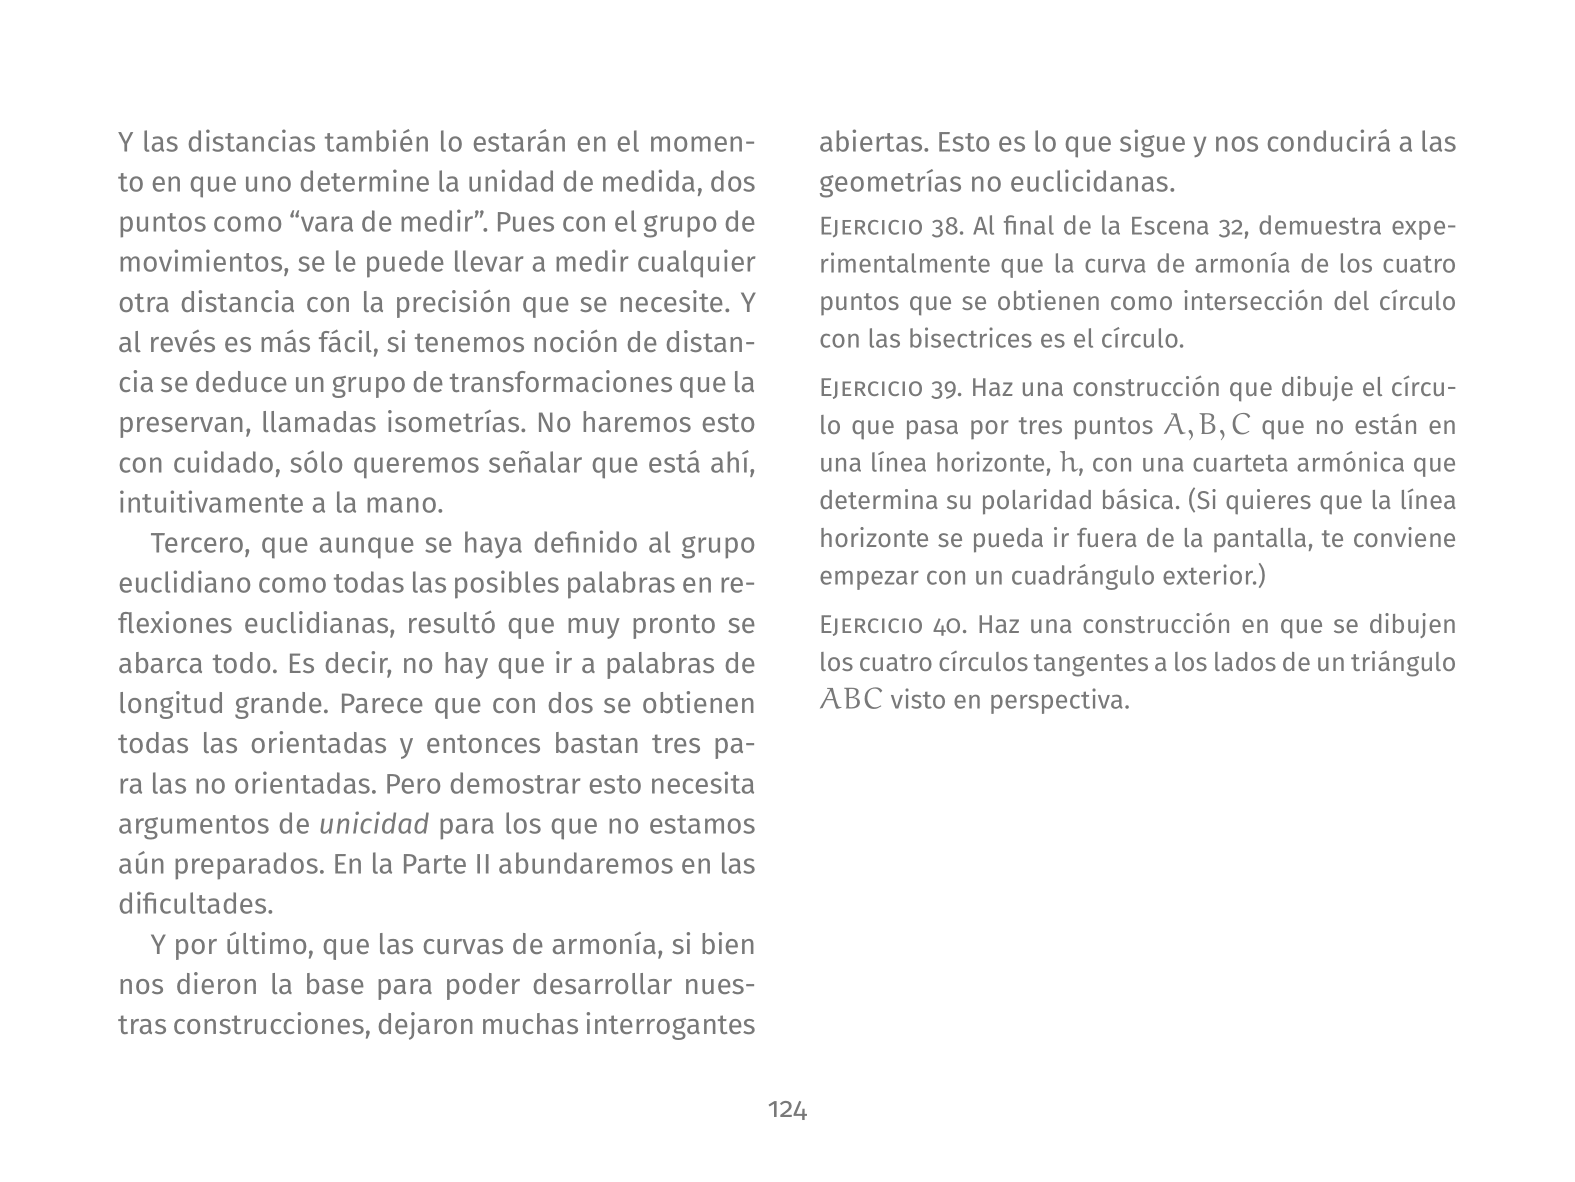 Y las distancias también lo estarán en el momen-
to en que uno determine la unidad de medida, dos
puntos como “vara de medir”. Pues con el grupo de
movimientos, se le puede llevar a medir cualquier
otra distancia con la precisión que se necesite. Y
al revés es más fácil, si tenemos noción de distan-
cia se deduce un grupo de transformaciones que la
preservan, llamadas isometrías. No haremos esto
con cuidado, sólo queremos señalar que está ahí,
intuitivamente a la mano.
Tercero, que aunque se haya definido al grupo
euclidiano como todas las posibles palabras en re-
flexiones euclidianas, resultó que muy pronto se
abarca todo. Es decir, no hay que ir a palabras de
longitud grande. Parece que con dos se obtienen
todas las orientadas y entonces bastan tres pa-
ra las no orientadas. Pero demostrar esto necesita
argumentos de unicidad para los que no estamos
aún preparados. En la Parte II abundaremos en las
dificultades.
Y por último, que las curvas de armonía, si bien
nos dieron la base para poder desarrollar nues-
tras construcciones, dejaron muchas interrogantes
abiertas. Esto es lo que sigue y nos conducirá a las
geometrías no euclicidanas.
Ejercicio 38. Al final de la Escena 32, demuestra expe-
rimentalmente que la curva de armonía de los cuatro
puntos que se obtienen como intersección del círculo
con las bisectrices es el círculo.
Ejercicio 39. Haz una construcción que dibuje el círcu-
lo que pasa por tres puntos A, B, C que no están en
una línea horizonte, h, con una cuarteta armónica que
determina su polaridad básica. (Si quieres que la línea
horizonte se pueda ir fuera de la pantalla, te conviene
empezar con un cuadrángulo exterior.)
Ejercicio 40. Haz una construcción en que se dibujen
los cuatro círculos tangentes a los lados de un triángulo
ABC visto en perspectiva.
124